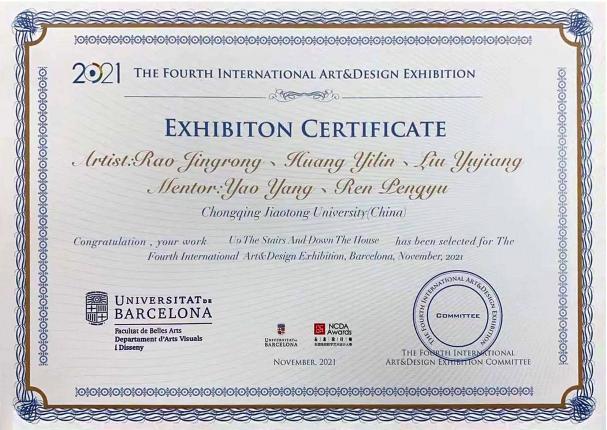 2021 THE FOURTH INTERNATIONAL ART&DESIGN EXHIBITION
EXHIBITON CERTIFICATE
Artist:Rao Jingrong、Huang Yilin、Liu Yujiang
Mentor:Yao Yang、Ren Pengyu
Chongqing Jiaotong University(China)
Congratulation , your work Up The Stairs And Down The House has been selected for The
Fourth International Art&Design Exhibition, Barcelona, November, 2021
UNIVERSITAT DE
BARCELONA
Facultat de Belles Arts
Departament d'Arts Visuals
i Disseny
UNIVERSITAT DE
BARCELONA
NCDA
Awards
NOVEMBER, 2021
THE FOURTH INTERNATIONAL ART&DESIGN EXHIBITION
COMMITTEE
THE FOURTH INTERNATIONAL
ART&DESIGN EXHIBITION COMMITTEE